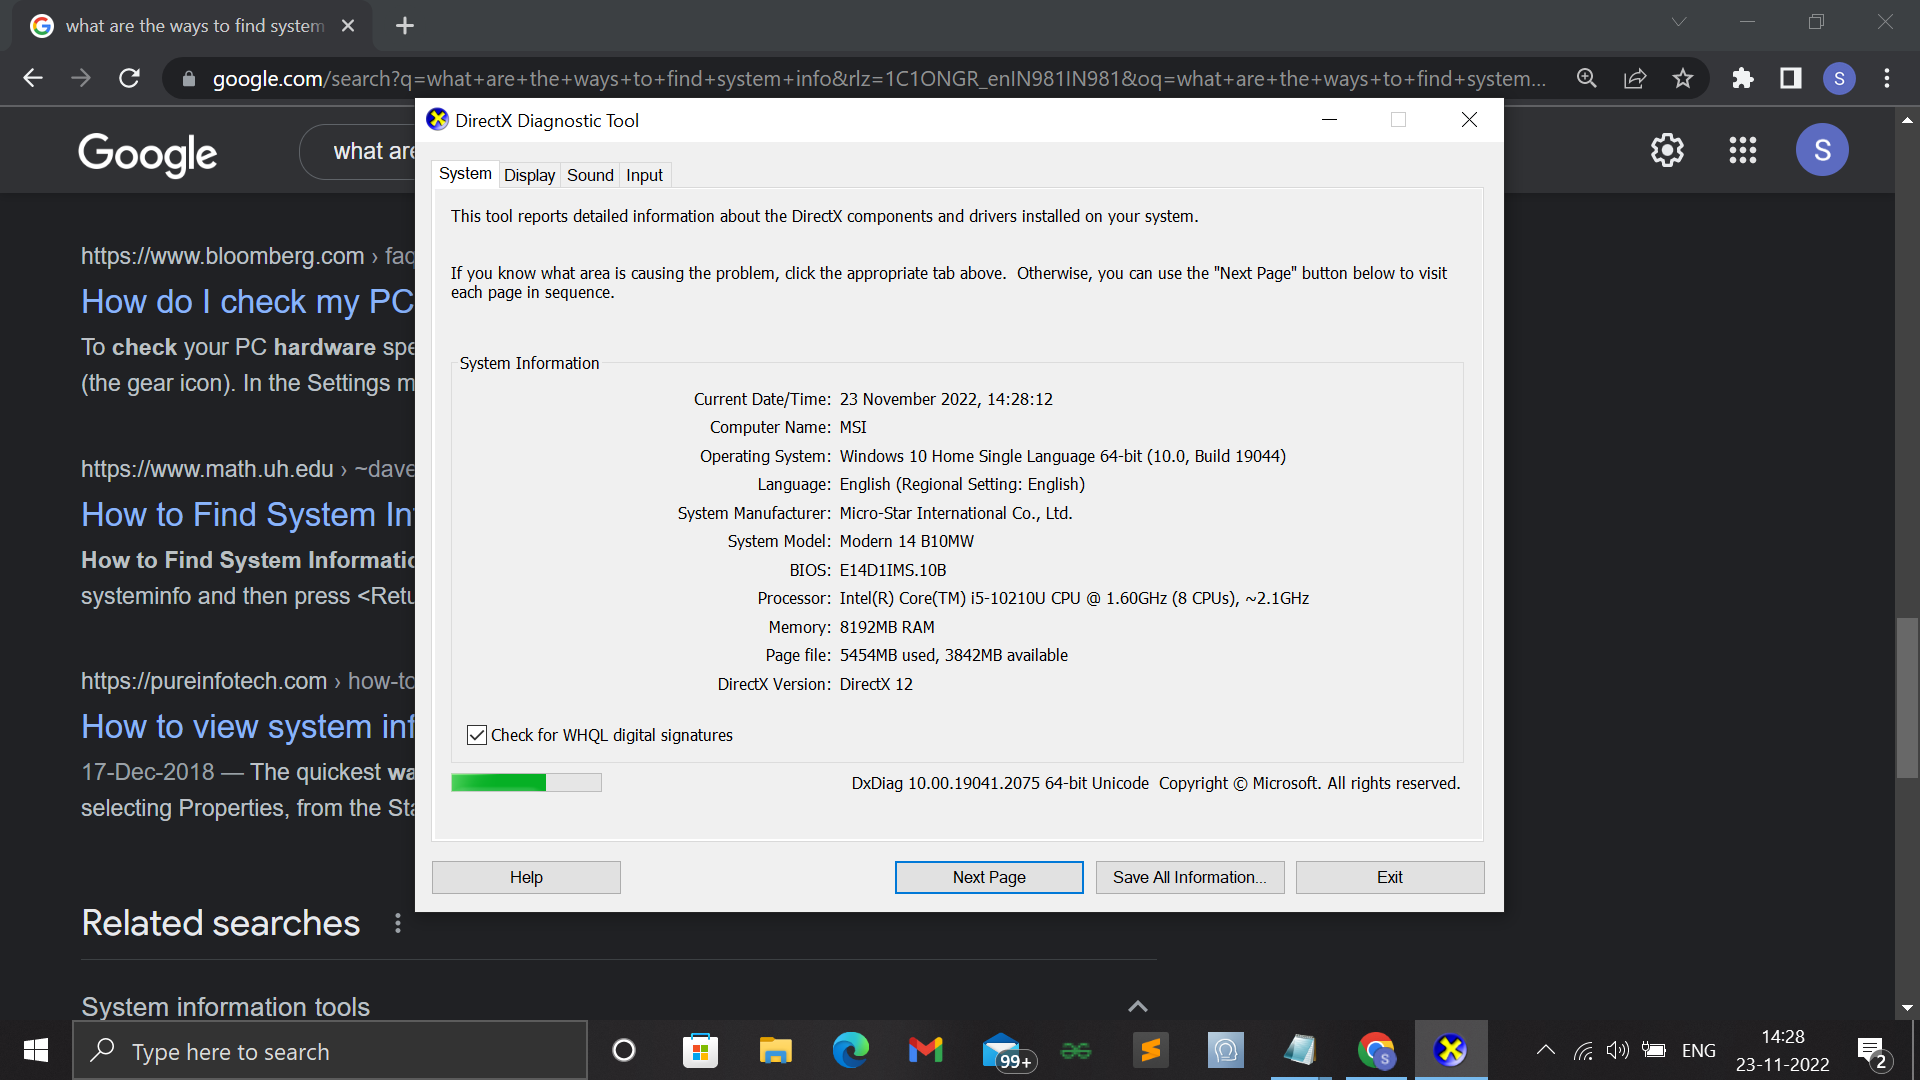 what are the ways to find system
google.com/search?q=what+are+the+ways+to+find+system+info&rlz=1C1ONGR_enIN981IN981&oq=what+are+the+ways+to+find+system...
S
Google
what are
S
DirectX Diagnostic Tool
System
Display
Sound
Input
This tool reports detailed information about the DirectX components and drivers installed on your system.
If you know what area is causing the problem, click the appropriate tab above. Otherwise, you can use the "Next Page" button below to visit
each page in sequence.
System Information
Current Date/Time: 23 November 2022, 14:28:12
Computer Name: MSI
Operating System: Windows 10 Home Single Language 64-bit (10.0, Build 19044)
Language: English (Regional Setting: English)
System Manufacturer: Micro-Star International Co., Ltd.
System Model: Modern 14 B10MW
BIOS: E14D1IMS.10B
Processor: Intel(R) Core(TM) i5-10210U CPU @ 1.60GHz (8 CPUs), ~2.1GHz
Memory: 8192MB RAM
Page file: 5454MB used, 3842MB available
DirectX Version: DirectX 12
Check for WHQL digital signatures
DxDiag 10.00.19041.2075 64-bit Unicode Copyright © Microsoft. All rights reserved.
Help
Next Page
Save All Information...
Exit
https://www.bloomberg.com › faq
How do I check my PC
To check your PC hardware spe
(the gear icon). In the Settings m
https://www.math.uh.edu › ~dave
How to Find System In
How to Find System Informatio
systeminfo and then press <Retu
https://pureinfotech.com › how-to
How to view system inf
17-Dec-2018 — The quickest wa
selecting Properties, from the Sta
Related searches
System information tools
Type here to search
99+
S
ENG
14:28
23-11-2022
2